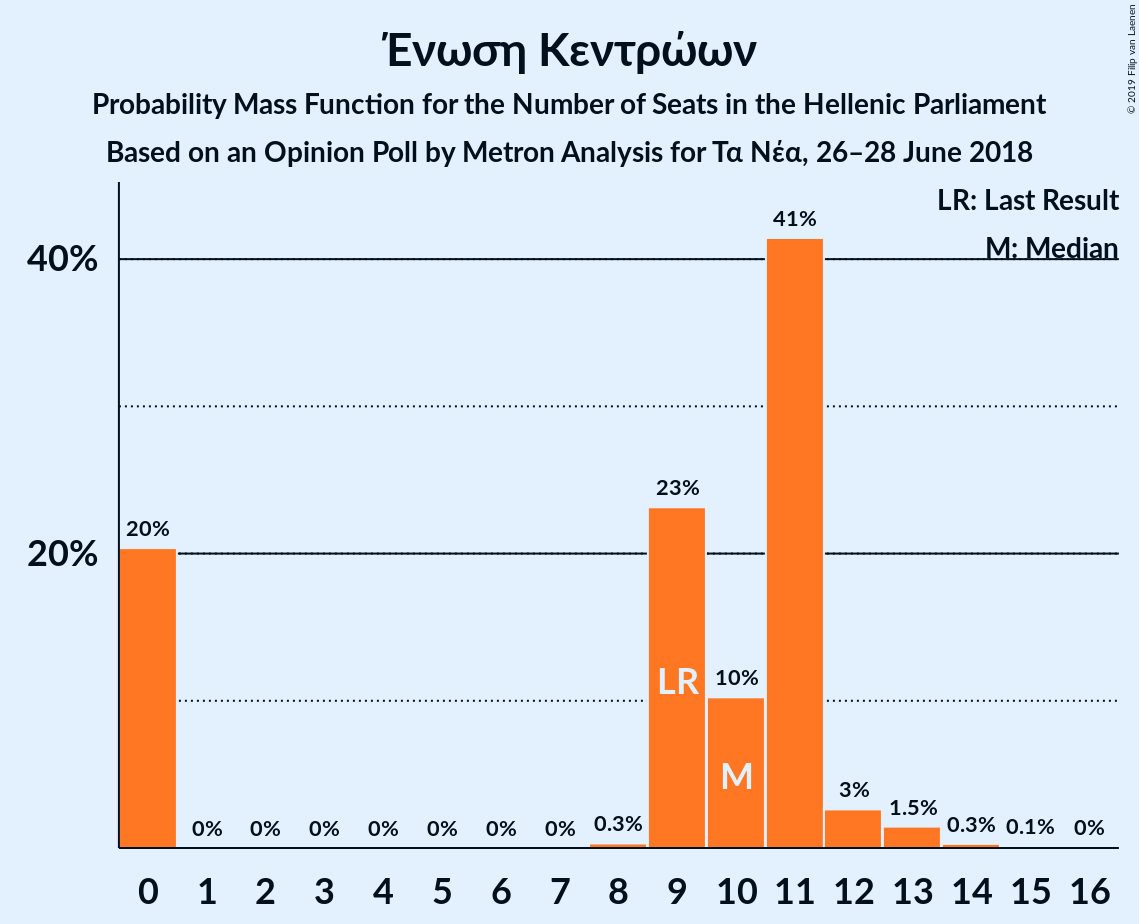 Ένωση Κεντρώων
Probability Mass Function for the Number of Seats in the Hellenic Parliament
Based on an Opinion Poll by Metron Analysis for Τα Νέα, 26–28 June 2018
© 2019 Filip van Laenen
LR: Last Result
M: Median
41%
40%
23%
20%
20%
LR
10%
M
3%
1.5%
0% 0% 0% 0% 0% 0% 0% 0.3% 0.3% 0.1% 0%
0 1 2 3 4 5 6 7 8 9 10 11 12 13 14 15 16